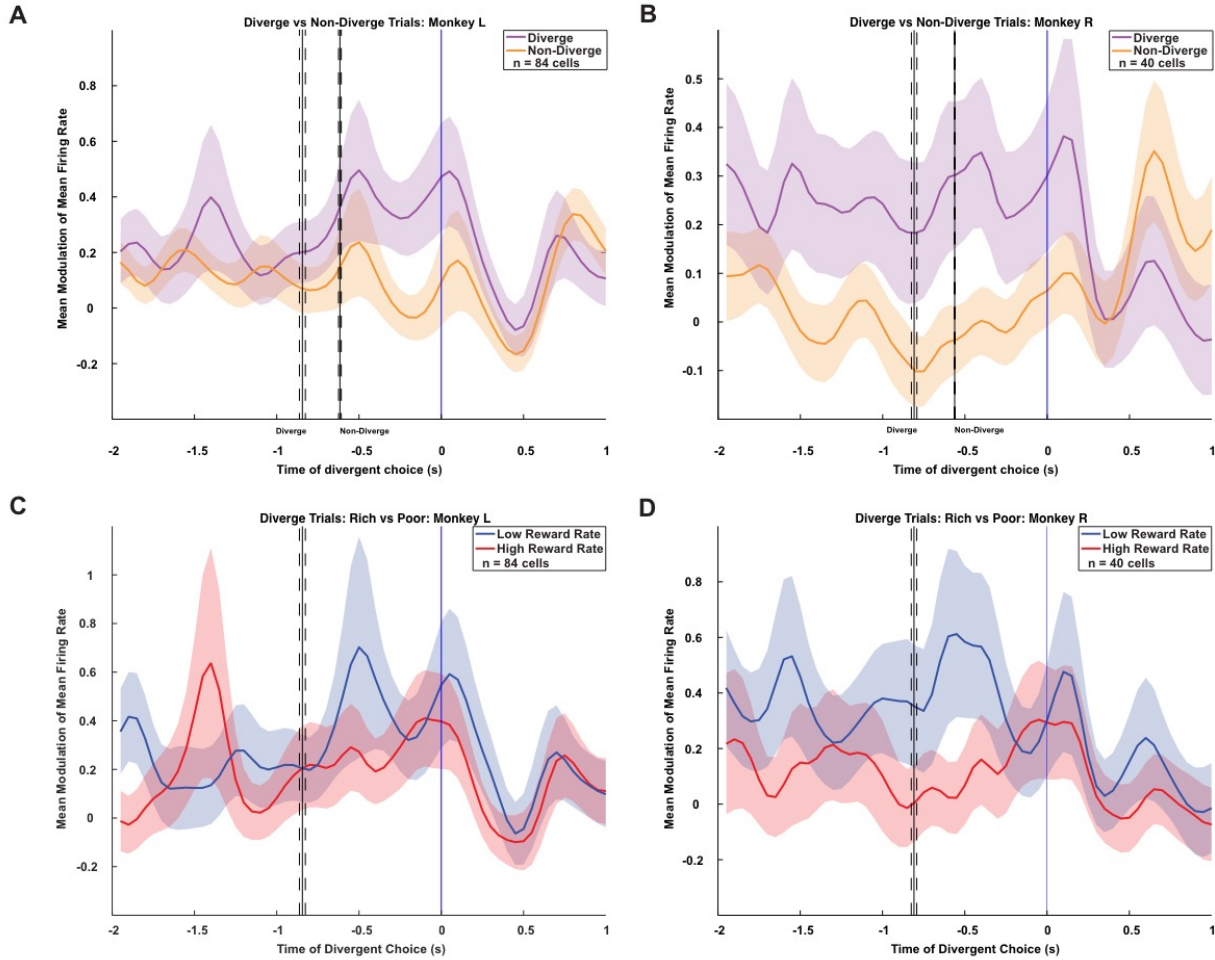 A
Diverge vs Non-Diverge Trials: Monkey L
Diverge
Non-Diverge
n = 84 cells
Mean Modulation of Mean Firing Rate
0.8
0.6
0.4
0.2
0
-0.2
Diverge
Non-Diverge
-2
-1.5
-1
-0.5
0
0.5
1
Time of divergent choice (s)
B
Diverge vs Non-Diverge Trials: Monkey R
Diverge
Non-Diverge
n = 40 cells
Mean Modulation of Mean Firing Rate
0.5
0.4
0.3
0.2
0.1
0
-0.1
Diverge
Non-Diverge
-2
-1.5
-1
-0.5
0
0.5
1
Time of divergent choice (s)
C
Diverge Trials: Rich vs Poor: Monkey L
Low Reward Rate
High Reward Rate
n = 84 cells
Mean Modulation of Mean Firing Rate
1
0.8
0.6
0.4
0.2
0
-0.2
-2
-1.5
-1
-0.5
0
0.5
1
Time of Divergent Choice (s)
D
Diverge Trials: Rich vs Poor: Monkey R
Low Reward Rate
High Reward Rate
n = 40 cells
Mean Modulation of Mean Firing Rate
0.8
0.6
0.4
0.2
0
-0.2
-2
-1.5
-1
-0.5
0
0.5
1
Time of Divergent Choice (s)